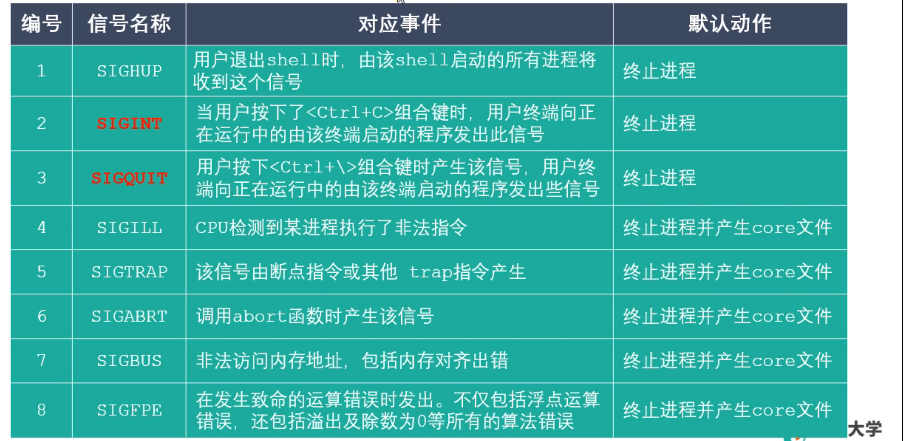 编号 信号名称 对应事件 默认动作
1 SIGHUP 用户退出shell时，由该shell启动的所有进程将
收到这个信号 终止进程
2 SIGINT 当用户按下了<Ctrl+C>组合键时，用户终端向正
在运行中的由该终端启动的程序发出此信号 终止进程
3 SIGQUIT 用户按下<Ctrl+\>组合键时产生该信号，用户终
端向正在运行中的由该终端启动的程序发出些信号 终止进程
4 SIGILL CPU检测到某进程执行了非法指令 终止进程并产生core文件
5 SIGTRAP 该信号由断点指令或其他 trap指令产生 终止进程并产生core文件
6 SIGABRT 调用abort函数时产生该信号 终止进程并产生core文件
7 SIGBUS 非法访问内存地址，包括内存对齐出错 终止进程并产生core文件
8 SIGFPE 在发生致命的运算错误时发出。不仅包括浮点运算
错误，还包括溢出及除数为0等所有的算法错误 终止进程并产生core文件
大学